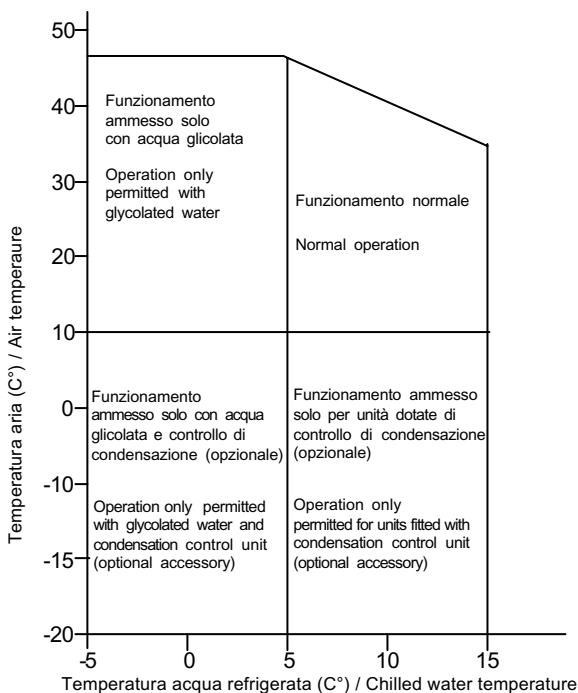 50
40
30
20
10
0
-10
-15
-20
Temperatura aria (C°) / Air temperaure
Funzionamento
ammesso solo
con acqua glicolata
Operation only
permitted with
glycolated water
Funzionamento normale
Normal operation
Funzionamento
ammesso solo con acqua
glicolata e controllo di
condensazione (opzionale)
Operation only permitted
with glycolated water and
condensation control unit
(optional accessory)
Funzionamento ammesso
solo per unità dotate di
controllo di condensazione
(opzionale)
Operation only
permitted for units fitted with
condensation control unit
(optional accessory)
-5 0 5 10 15
Temperatura acqua refrigerata (C°) / Chilled water temperature